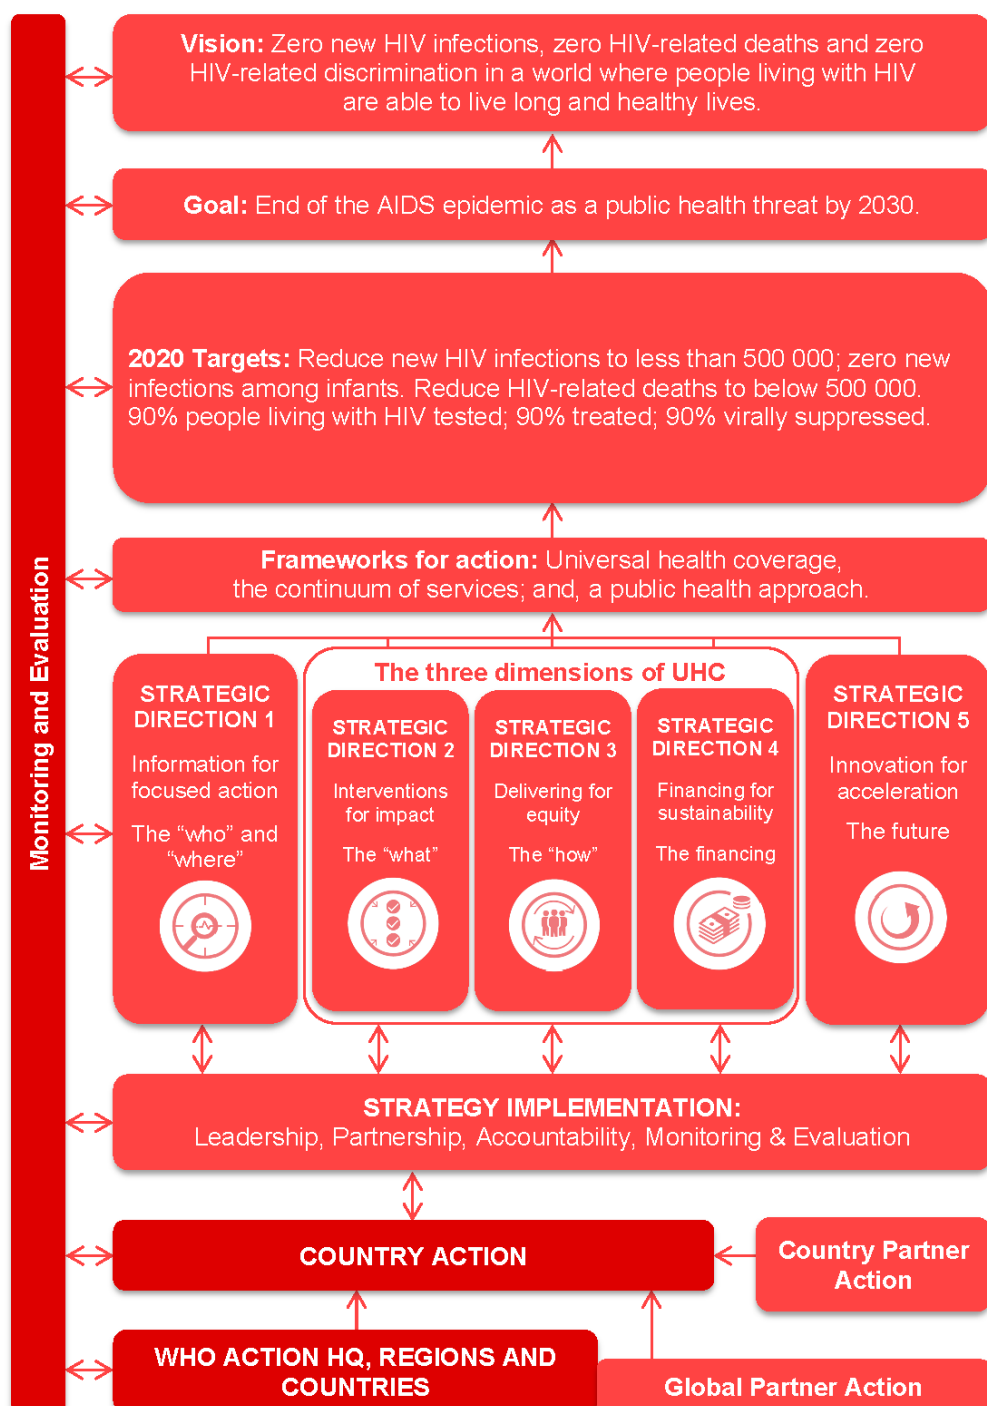 Vision: Zero new HIV infections, zero HIV-related deaths and zero
HIV-related discrimination in a world where people living with HIV
are able to live long and healthy lives.
Goal: End of the AIDS epidemic as a public health threat by 2030.
2020 Targets: Reduce new HIV infections to less than 500 000; zero new
infections among infants. Reduce HIV-related deaths to below 500 000.
90% people living with HIV tested; 90% treated; 90% virally suppressed.
Monitoring and Evaluation
Frameworks for action: Universal health coverage,
the continuum of services; and, a public health approach.
The three dimensions of UHC
STRATEGIC
DIRECTION 1
Information for
focused action
The “who” and
“where”
STRATEGIC
DIRECTION 2
Interventions
for impact
The “what”
STRATEGIC
DIRECTION 3
Delivering for
equity
The “how”
STRATEGIC
DIRECTION 4
Financing for
sustainability
The financing
STRATEGIC
DIRECTION 5
Innovation for
acceleration
The future
STRATEGY IMPLEMENTATION:
Leadership, Partnership, Accountability, Monitoring & Evaluation
COUNTRY ACTION
Country Partner
Action
WHO ACTION HQ, REGIONS AND
COUNTRIES
Global Partner Action